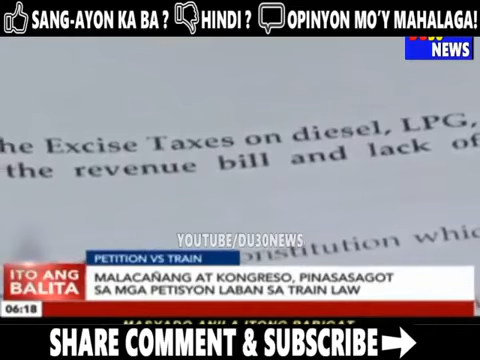 SANG-AYON KA BA ? HINDI ? OPINYON MO'Y MAHALAGA!
DU30
NEWS
he Excise Taxes on diesel, LPG,
the revenue bill and lack of
YOUTUBE/DU30NEWS
onstitution whic
PETITION VS TRAIN
ITO ANG
BALITA
MALACAÑANG AT KONGRESO, PINASASAGOT
SA MGA PETISYON LABAN SA TRAIN LAW
06:18
SHARE COMMENT & SUBSCRIBE